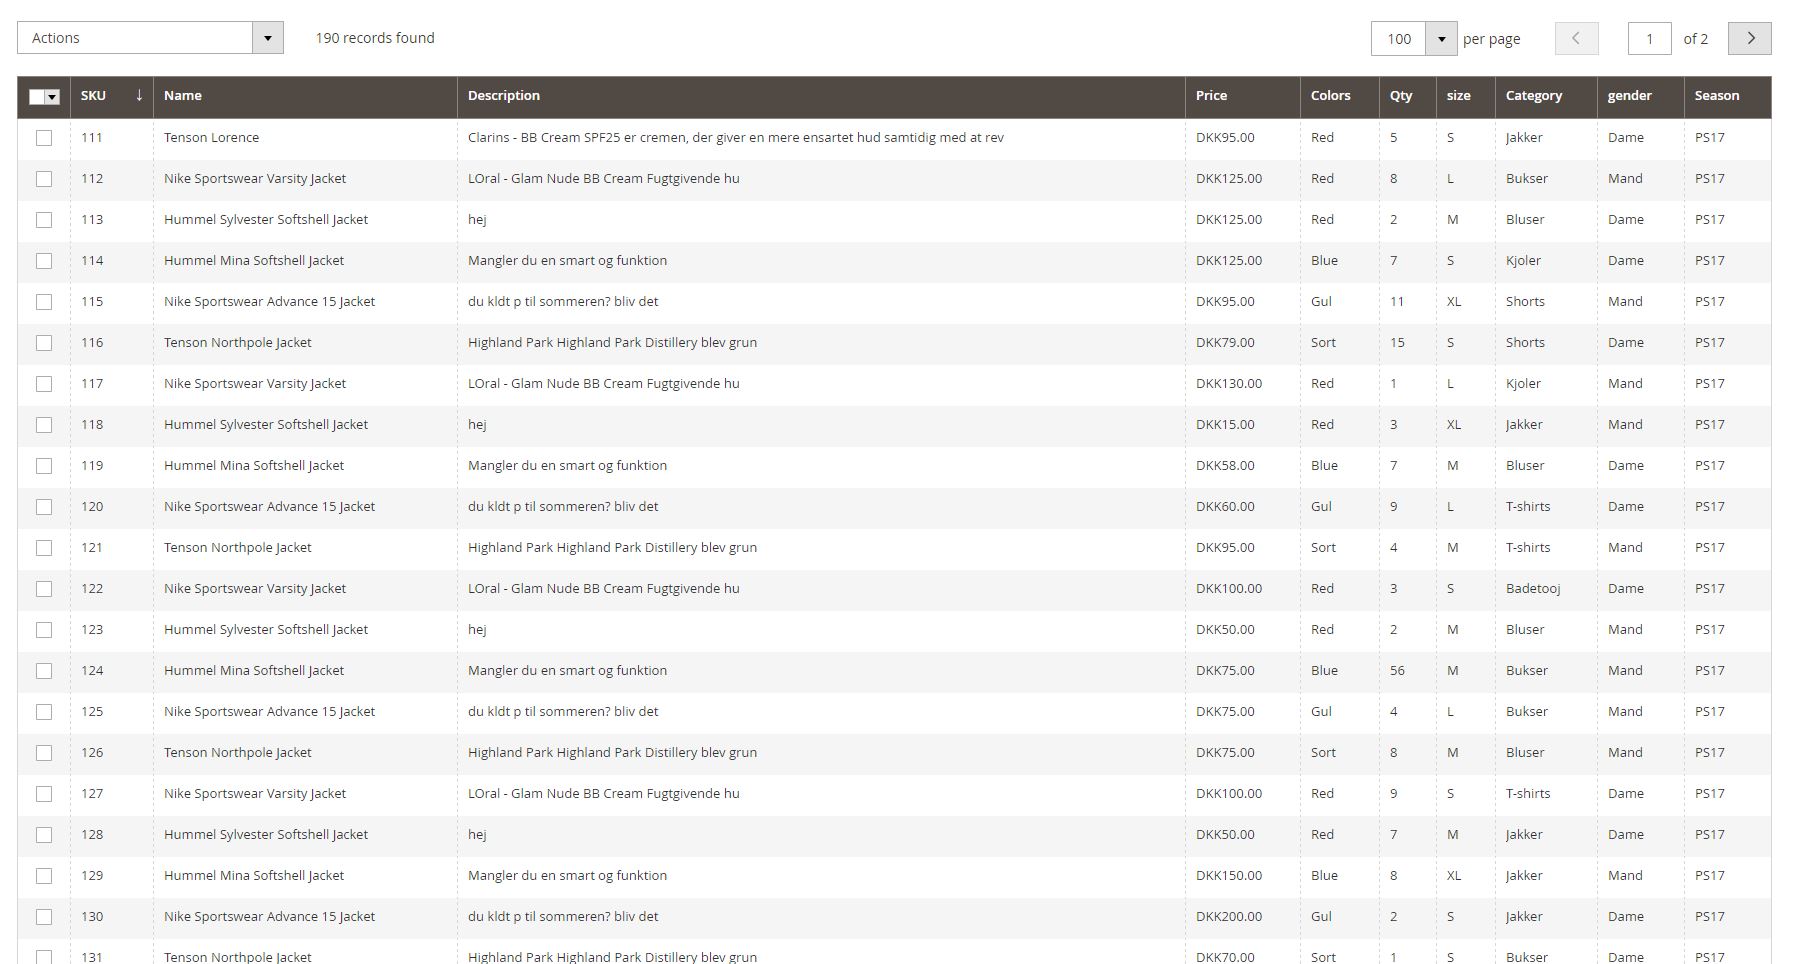 Actions 190 records found 100 per page 1 of 2
SKU ↓ Name Description Price Colors Qty size Category gender Season
111 Tenson Lorence Clarins - BB Cream SPF25 er cremen, der giver en mere ensartet hud samtidig med at rev DKK95.00 Red 5 S Jakker Dame PS17
112 Nike Sportswear Varsity Jacket LOral - Glam Nude BB Cream Fugtgivende hu DKK125.00 Red 8 L Bukser Mand PS17
113 Hummel Sylvester Softshell Jacket hej DKK125.00 Red 2 M Bluser Dame PS17
114 Hummel Mina Softshell Jacket Mangler du en smart og funktion DKK125.00 Blue 7 S Kjoler Dame PS17
115 Nike Sportswear Advance 15 Jacket du kldt p til sommeren? bliv det DKK95.00 Gul 11 XL Shorts Mand PS17
116 Tenson Northpole Jacket Highland Park Highland Park Distillery blev grun DKK79.00 Sort 15 S Shorts Dame PS17
117 Nike Sportswear Varsity Jacket LOral - Glam Nude BB Cream Fugtgivende hu DKK130.00 Red 1 L Kjoler Mand PS17
118 Hummel Sylvester Softshell Jacket hej DKK15.00 Red 3 XL Jakker Mand PS17
119 Hummel Mina Softshell Jacket Mangler du en smart og funktion DKK58.00 Blue 7 M Bluser Dame PS17
120 Nike Sportswear Advance 15 Jacket du kldt p til sommeren? bliv det DKK60.00 Gul 9 L T-shirts Dame PS17
121 Tenson Northpole Jacket Highland Park Highland Park Distillery blev grun DKK95.00 Sort 4 M T-shirts Mand PS17
122 Nike Sportswear Varsity Jacket LOral - Glam Nude BB Cream Fugtgivende hu DKK100.00 Red 3 S Badetooj Dame PS17
123 Hummel Sylvester Softshell Jacket hej DKK50.00 Red 2 M Bluser Mand PS17
124 Hummel Mina Softshell Jacket Mangler du en smart og funktion DKK75.00 Blue 56 M Bukser Mand PS17
125 Nike Sportswear Advance 15 Jacket du kldt p til sommeren? bliv det DKK75.00 Gul 4 L Bukser Mand PS17
126 Tenson Northpole Jacket Highland Park Highland Park Distillery blev grun DKK75.00 Sort 8 M Bluser Mand PS17
127 Nike Sportswear Varsity Jacket LOral - Glam Nude BB Cream Fugtgivende hu DKK100.00 Red 9 S T-shirts Dame PS17
128 Hummel Sylvester Softshell Jacket hej DKK50.00 Red 7 M Jakker Dame PS17
129 Hummel Mina Softshell Jacket Mangler du en smart og funktion DKK150.00 Blue 8 XL Jakker Mand PS17
130 Nike Sportswear Advance 15 Jacket du kldt p til sommeren? bliv det DKK200.00 Gul 2 S Jakker Dame PS17
131 Tenson Northpole Jacket Highland Park Highland Park Distillery blev grun DKK70.00 Sort 1 S Bukser Dame PS17